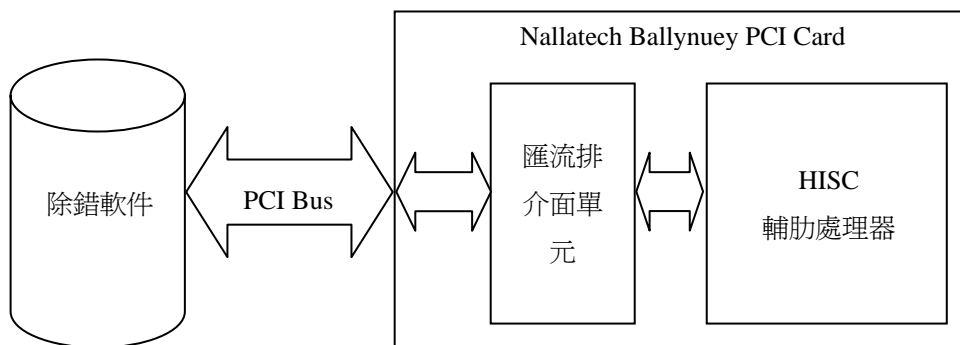 Nallatech Ballynuey PCI Card
除錯軟件
PCI Bus
匯流排
介面單
元
HISC
輔肋處理器